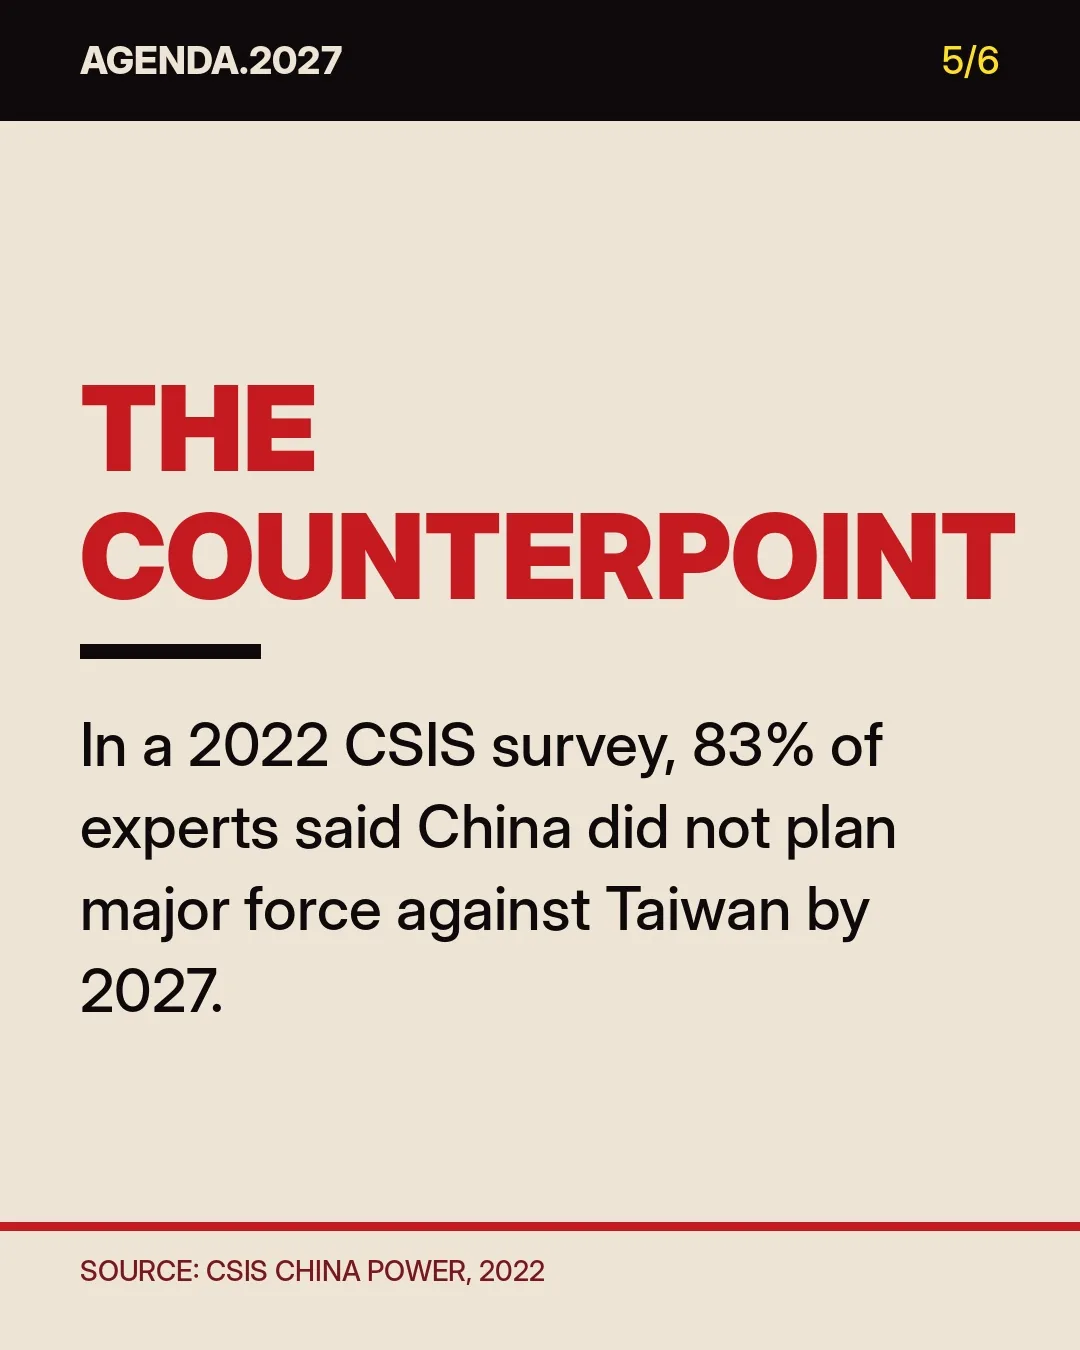 AGENDA.2027
5/6
THE
COUNTERPOINT
In a 2022 CSIS survey, 83% of
experts said China did not plan
major force against Taiwan by
2027.
SOURCE: CSIS CHINA POWER, 2022